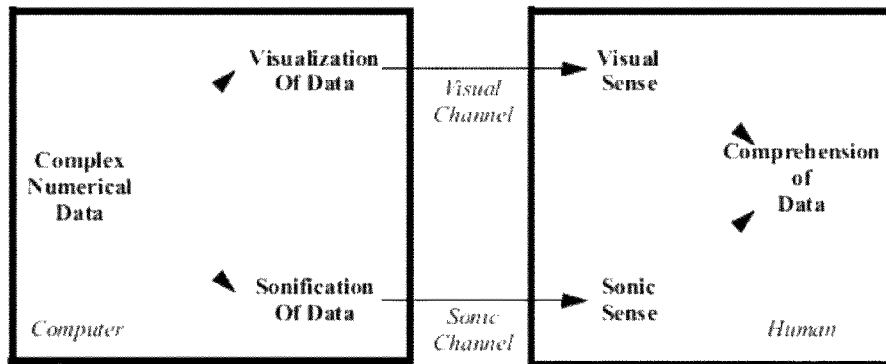 Visualization
Of Data
Visual
Channel
Visual
Sense
Complex
Numerical
Data
Comprehension
of
Data
Sonification
Of Data
Sonic
Channel
Sonic
Sense
Computer
Human